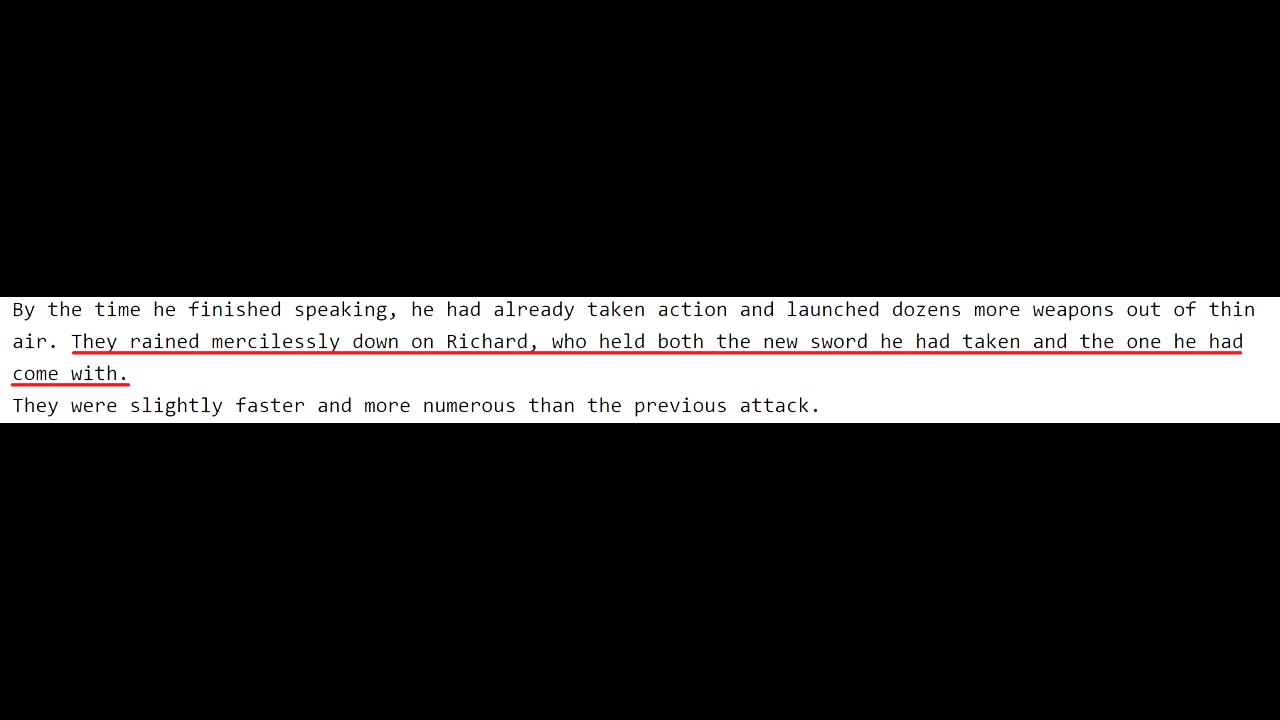 By the time he finished speaking, he had already taken action and launched dozens more weapons out of thin
air. They rained mercilessly down on Richard, who held both the new sword he had taken and the one he had
come with.
They were slightly faster and more numerous than the previous attack.